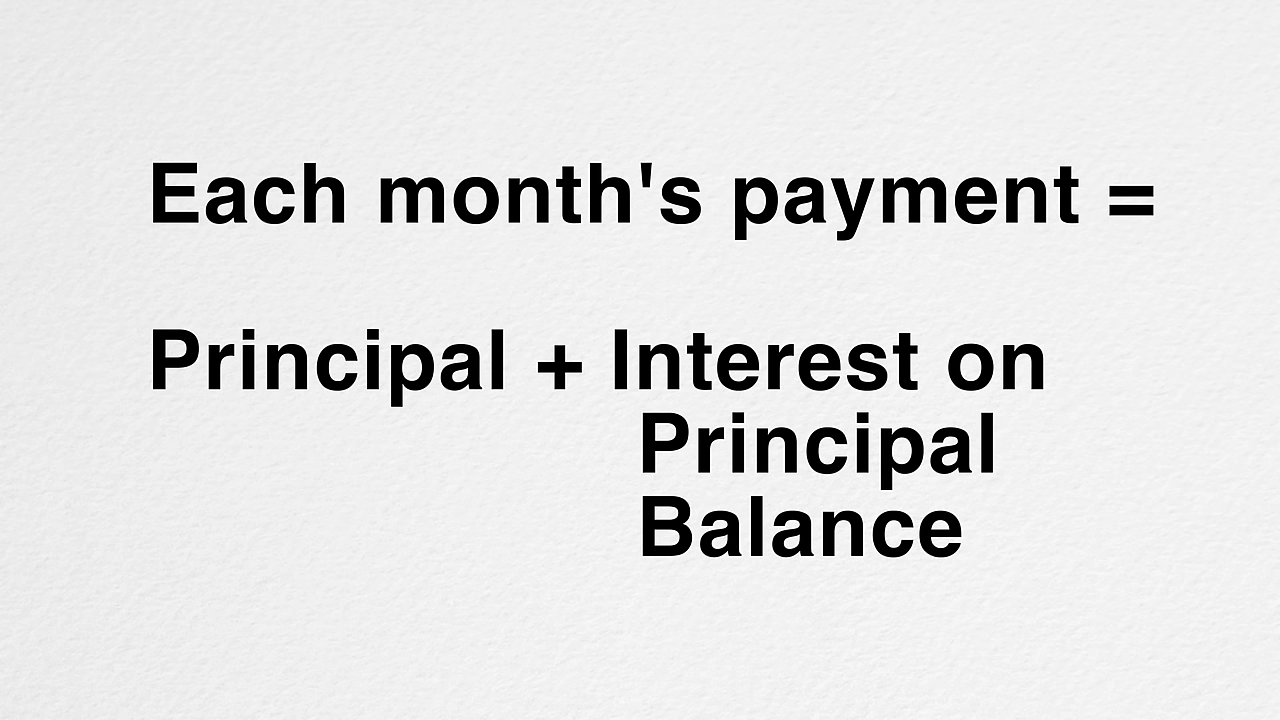 Each month's payment =
Principal + Interest on
Principal
Balance